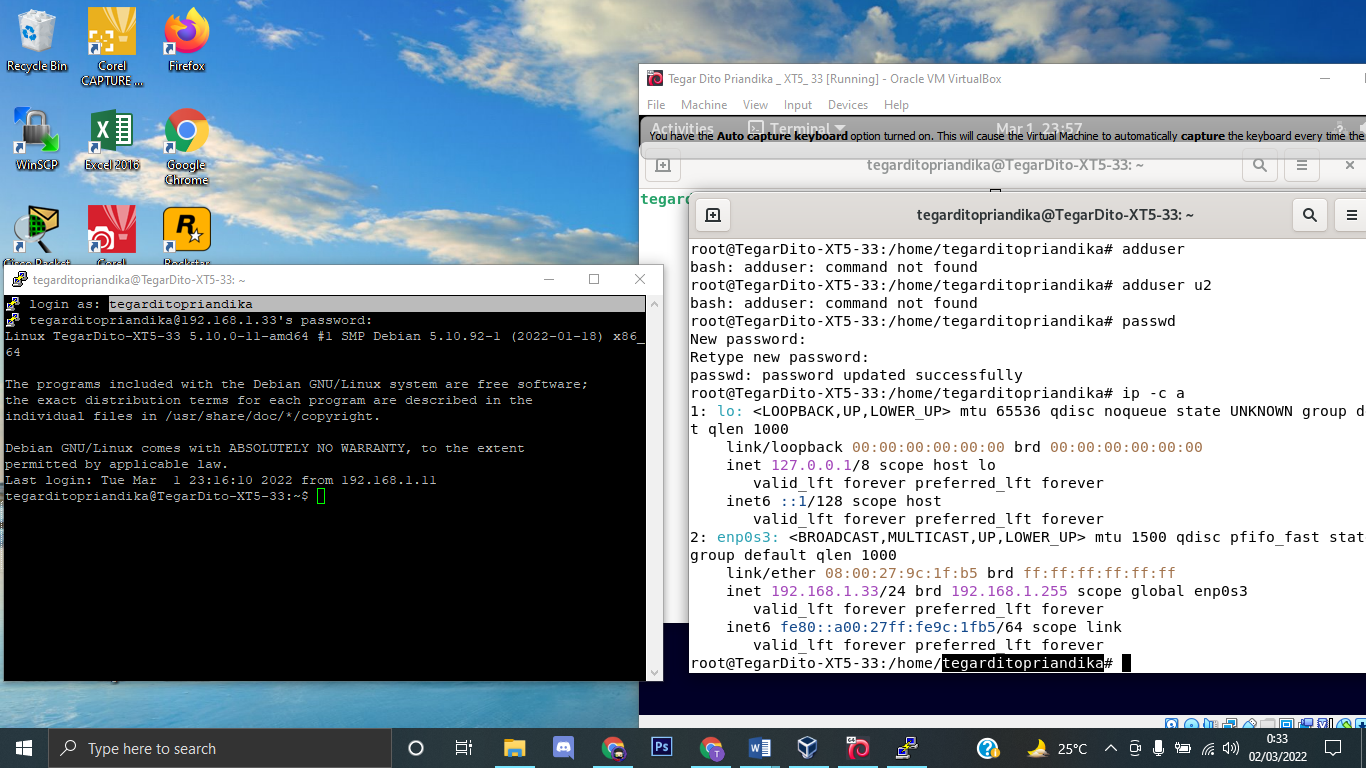 Recycle Bin
Corel
CAPTURE ...
Firefox
WinSCP
Excel 2016
Google
Chrome
Tegar Dito Priandika _ XT5_ 33 [Running] - Oracle VM VirtualBox
File Machine View Input Devices Help
Activities Terminal Mar 1 23:57
You have the Auto capture keyboard option turned on. This will cause the Virtual Machine to automatically capture the keyboard every time the
tegarditopriandika@TegarDito-XT5-33: ~
tegard
tegarditopriandika@TegarDito-XT5-33: ~
root@TegarDito-XT5-33:/home/tegarditopriandika# adduser
bash: adduser: command not found
root@TegarDito-XT5-33:/home/tegarditopriandika# adduser u2
bash: adduser: command not found
root@TegarDito-XT5-33:/home/tegarditopriandika# passwd
New password:
Retype new password:
passwd: password updated successfully
root@TegarDito-XT5-33:/home/tegarditopriandika# ip -c a
1: lo: <LOOPBACK,UP,LOWER_UP> mtu 65536 qdisc noqueue state UNKNOWN group d
t qlen 1000
link/loopback 00:00:00:00:00:00 brd 00:00:00:00:00:00
inet 127.0.0.1/8 scope host lo
valid_lft forever preferred_lft forever
inet6 ::1/128 scope host
valid_lft forever preferred_lft forever
2: enp0s3: <BROADCAST,MULTICAST,UP,LOWER_UP> mtu 1500 qdisc pfifo_fast stat
group default qlen 1000
link/ether 08:00:27:9c:1f:b5 brd ff:ff:ff:ff:ff:ff
inet 192.168.1.33/24 brd 192.168.1.255 scope global enp0s3
valid_lft forever preferred_lft forever
inet6 fe80::a00:27ff:fe9c:1fb5/64 scope link
valid_lft forever preferred_lft forever
root@TegarDito-XT5-33:/home/tegarditopriandika#
tegarditopriandika@TegarDito-XT5-33: ~
login as: tegarditopriandika
tegarditopriandika@192.168.1.33's password:
Linux TegarDito-XT5-33 5.10.0-11-amd64 #1 SMP Debian 5.10.92-1 (2022-01-18) x86_
64
The programs included with the Debian GNU/Linux system are free software;
the exact distribution terms for each program are described in the
individual files in /usr/share/doc/*/copyright.
Debian GNU/Linux comes with ABSOLUTELY NO WARRANTY, to the extent
permitted by applicable law.
Last login: Tue Mar  1 23:16:10 2022 from 192.168.1.11
tegarditopriandika@TegarDito-XT5-33:~$
Type here to search
25°C
0:33
02/03/2022